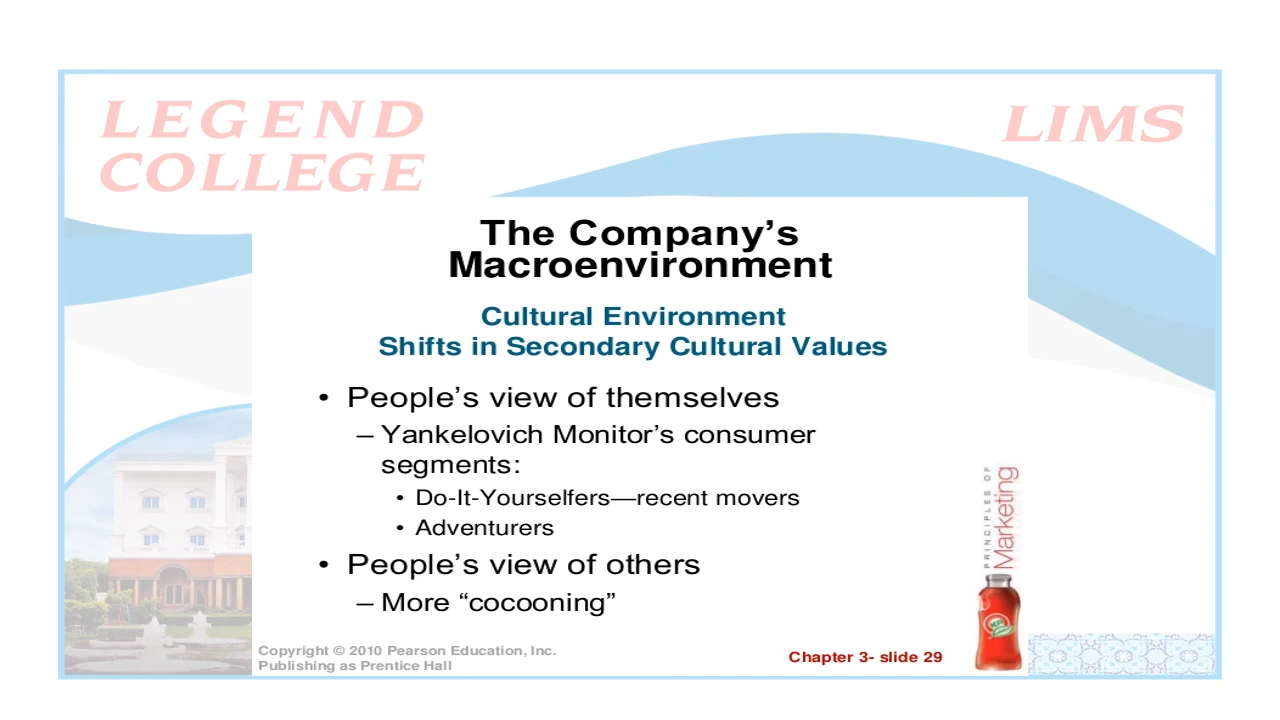 LEGEND
COLLEGE
LIMS
The Company’s
Macroenvironment
Cultural Environment
Shifts in Secondary Cultural Values
• People’s view of themselves
– Yankelovich Monitor’s consumer
segments:
• Do-It-Yourselfers—recent movers
• Adventurers
• People’s view of others
– More “cocooning”
PRINCIPLES OF
Marketing
Copyright © 2010 Pearson Education, Inc.
Publishing as Prentice Hall
Chapter 3- slide 29